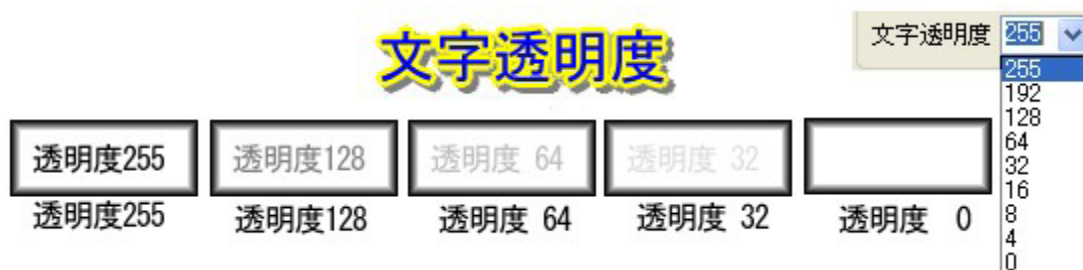 文字透明度
文字透明度 255
255
192
128
64
32
16
8
4
0
透明度255
透明度128
透明度 64
透明度 32
透明度255
透明度128
透明度 64
透明度 32
透明度 0